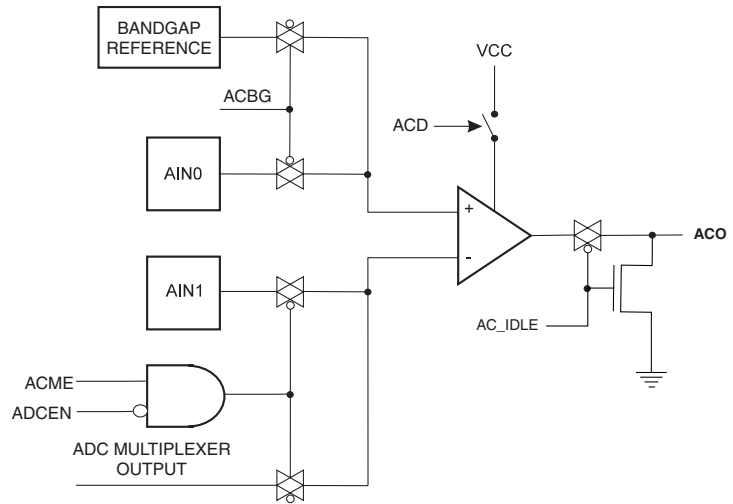 BANDGAP
REFERENCE
VCC
ACBG
ACD
AIN0
+
ACO
-
AIN1
AC_IDLE
ACME
ADCEN
ADC MULTIPLEXER
OUTPUT